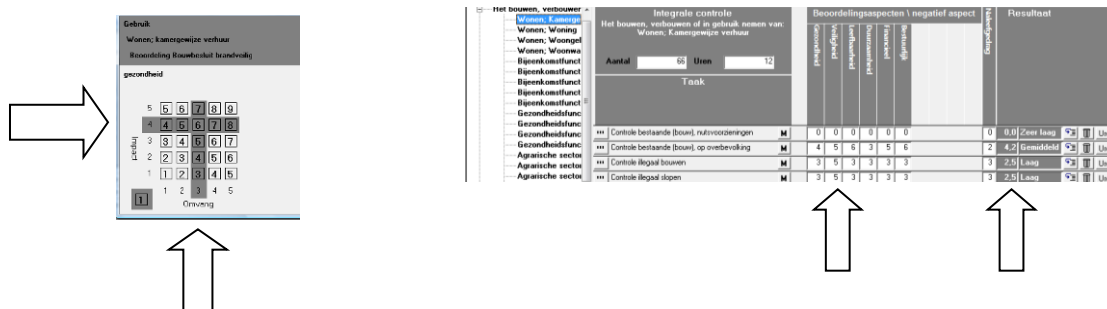 Gebruik
Wonen; kamergewijze verhuur
Beoordeling Bouwbesluit brandveilig
gezondheid
5 5 6 7 8 9
4 4 5 6 7 8
3 3 4 5 6 7
2 2 3 4 5 6
1 1 2 3 4 5
1 2 3 4 5
Impact
Omvang
1
Het bouwen, verbouwer
Wonen; Kamerge
Wonen; Woning
Wonen; Woongel
Wonen; Woonwa
Bijeenkomstfunct
Bijeenkomstfunct
Bijeenkomstfunct
Bijeenkomstfunct
Bijeenkomstfunct
Gezondheidsfunc
Gezondheidsfunc
Gezondheidsfunc
Agrarische sector
Agrarische sector
Agrarische sector
Integrale controle
Het bouwen, verbouwen of in gebruik nemen van:
Wonen; Kamergewijze verhuur
Aantal 66 Uren 12
Taak
Beoordelingsaspecten \ negatief aspect
Gezondheid
Veiligheid
Leefbaarheid
Duurzaamheid
Financieel
Bestuurlijk
Naleefgedrag
Resultaat
... Controle bestaande (bouw), nutsvoorzieningen M 0 0 0 0 0 0 0 0,0 Zeer laag Un
... Controle bestaande (bouw), op overbevolking M 4 5 6 3 5 6 2 4,2 Gemiddeld Un
... Controle illegaal bouwen M 3 5 3 3 3 3 3 2,5 Laag Un
... Controle illegaal slopen M 3 5 3 3 3 3 3 2,5 Laag Un